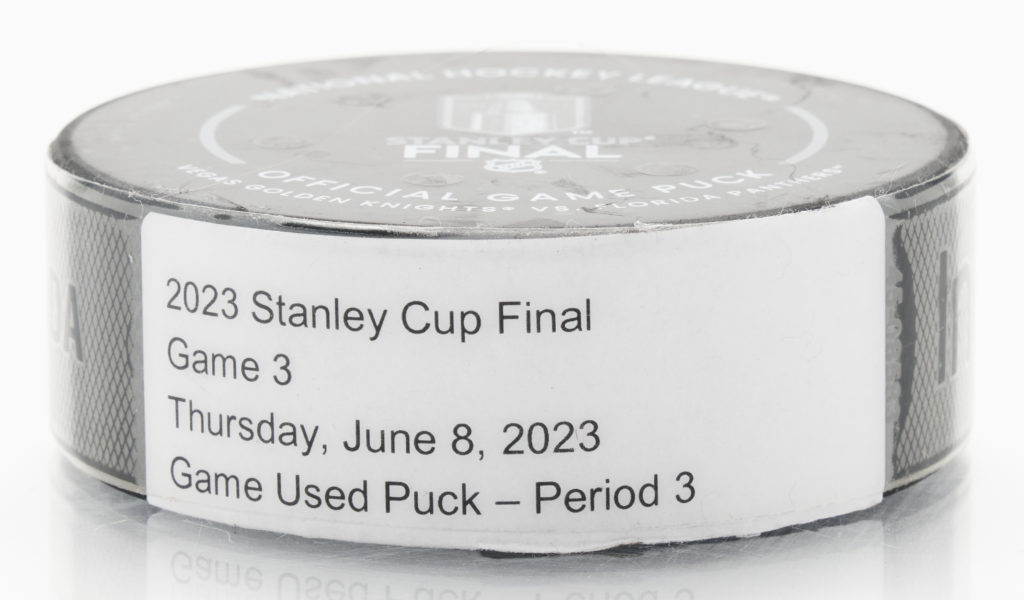 NATIONAL HOCKEY LEAGUE®
STANLEY CUP®
FINAL
OFFICIAL GAME PUCK
VEGAS GOLDEN KNIGHTS® VS. FLORIDA PANTHERS®
2023 Stanley Cup Final
Game 3
Thursday, June 8, 2023
Game Used Puck – Period 3